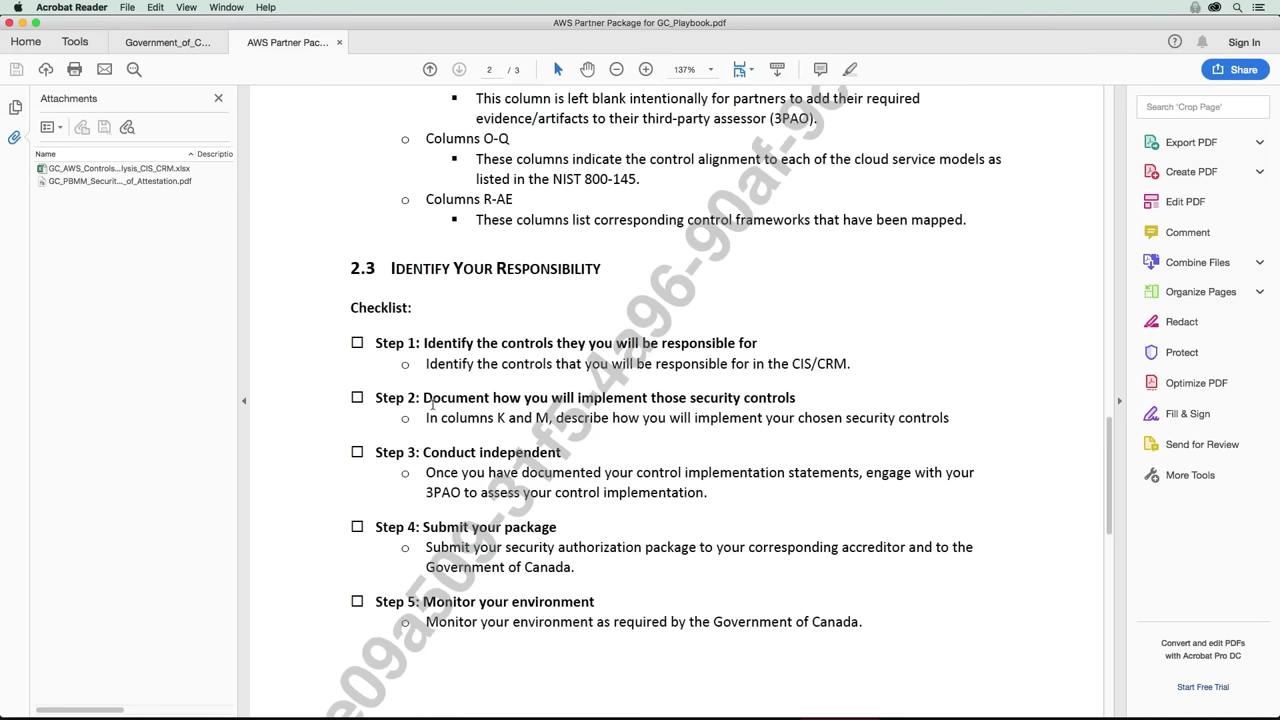 Acrobat Reader File Edit View Window Help
AWS Partner Package for GC_Playbook.pdf
Home Tools Government_of_C... AWS Partner Pac... × Sign In
2 / 3 137% Share
Attachments
Name Descriptio
GC_AWS_Controls...lysis_CIS_CRM.xlsx
GC_PBMM_Securit..._of_Attestation.pdf
▪ This column is left blank intentionally for partners to add their required
evidence/artifacts to their third-party assessor (3PAO).
o Columns O-Q
▪ These columns indicate the control alignment to each of the cloud service models as
listed in the NIST 800-145.
o Columns R-AE
▪ These columns list corresponding control frameworks that have been mapped.
2.3 IDENTIFY YOUR RESPONSIBILITY
Checklist:
☐ Step 1: Identify the controls they you will be responsible for
o Identify the controls that you will be responsible for in the CIS/CRM.
☐ Step 2: Document how you will implement those security controls
o In columns K and M, describe how you will implement your chosen security controls
☐ Step 3: Conduct independent
o Once you have documented your control implementation statements, engage with your
3PAO to assess your control implementation.
☐ Step 4: Submit your package
o Submit your security authorization package to your corresponding accreditor and to the
Government of Canada.
☐ Step 5: Monitor your environment
o Monitor your environment as required by the Government of Canada.
e09a509-31f5-4a96-90af-9c
Search 'Crop Page'
Export PDF
Create PDF
Edit PDF
Comment
Combine Files
Organize Pages
Redact
Protect
Optimize PDF
Fill & Sign
Send for Review
More Tools
Convert and edit PDFs
with Acrobat Pro DC
Start Free Trial